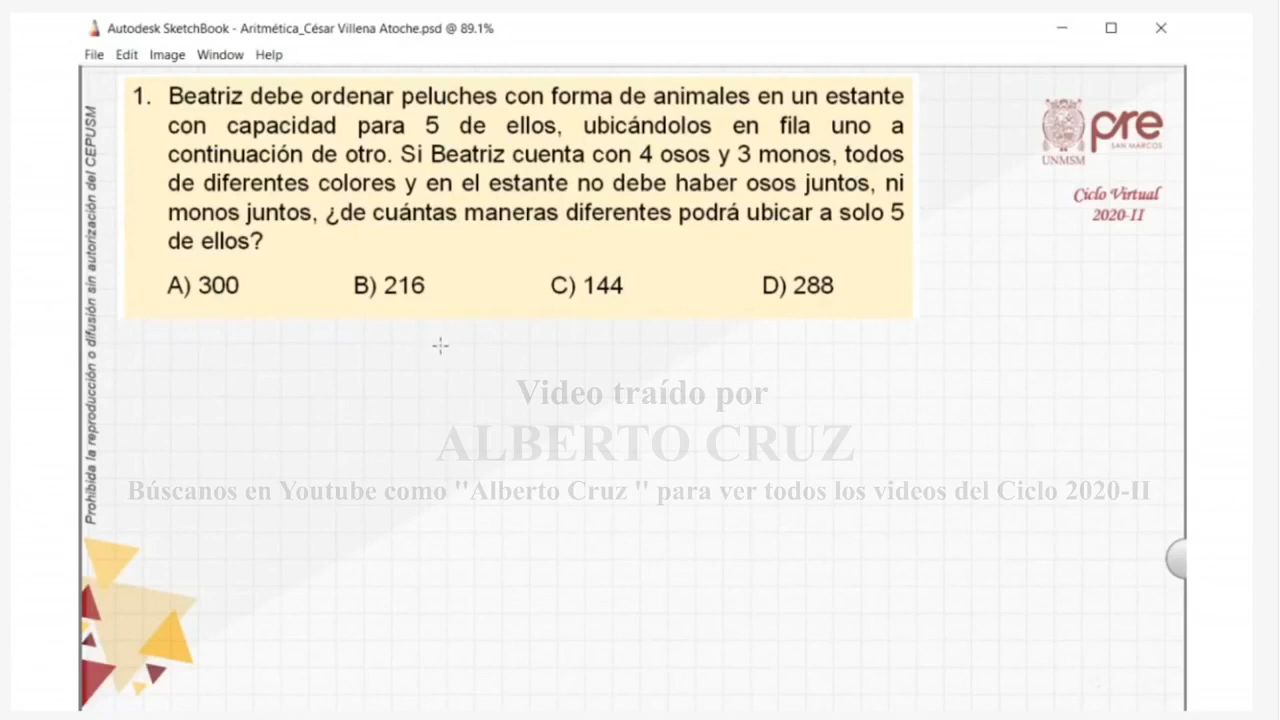 Autodesk SketchBook - Aritmética_César Villena Atoche.psd @ 89.1%
File Edit Image Window Help
1. Beatriz debe ordenar peluches con forma de animales en un estante
con capacidad para 5 de ellos, ubicándolos en fila uno a
continuación de otro. Si Beatriz cuenta con 4 osos y 3 monos, todos
de diferentes colores y en el estante no debe haber osos juntos, ni
monos juntos, ¿de cuántas maneras diferentes podrá ubicar a solo 5
de ellos?
A) 300 B) 216 C) 144 D) 288
Prohibida la reproducción o difusión sin autorización del CEPUSM
UNMSM
pre
SAN MARCOS
Ciclo Virtual
2020-II
Video traído por
ALBERTO CRUZ
Búscanos en Youtube como "Alberto Cruz " para ver todos los videos del Ciclo 2020-II